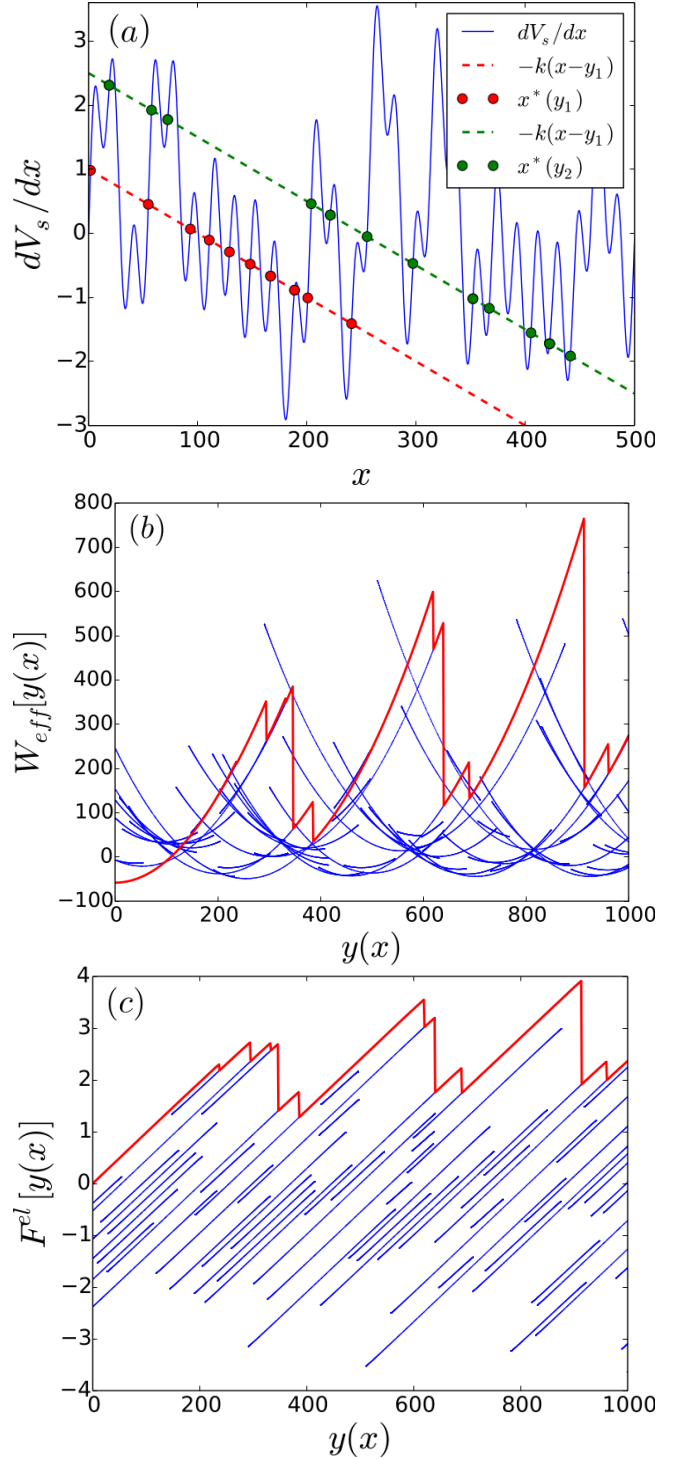 (a)
3
2
1
0
−1
−2
−3
dV_s/dx
dV_s/dx
−k(x−y_1)
x*(y_1)
−k(x−y_1)
x*(y_2)
0 100 200 300 400 500
x
(b)
800
700
600
500
400
300
200
100
0
−100
W_eff[y(x)]
0 200 400 600 800 1000
y(x)
(c)
4
3
2
1
0
−1
−2
−3
−4
F^el[y(x)]
0 200 400 600 800 1000
y(x)